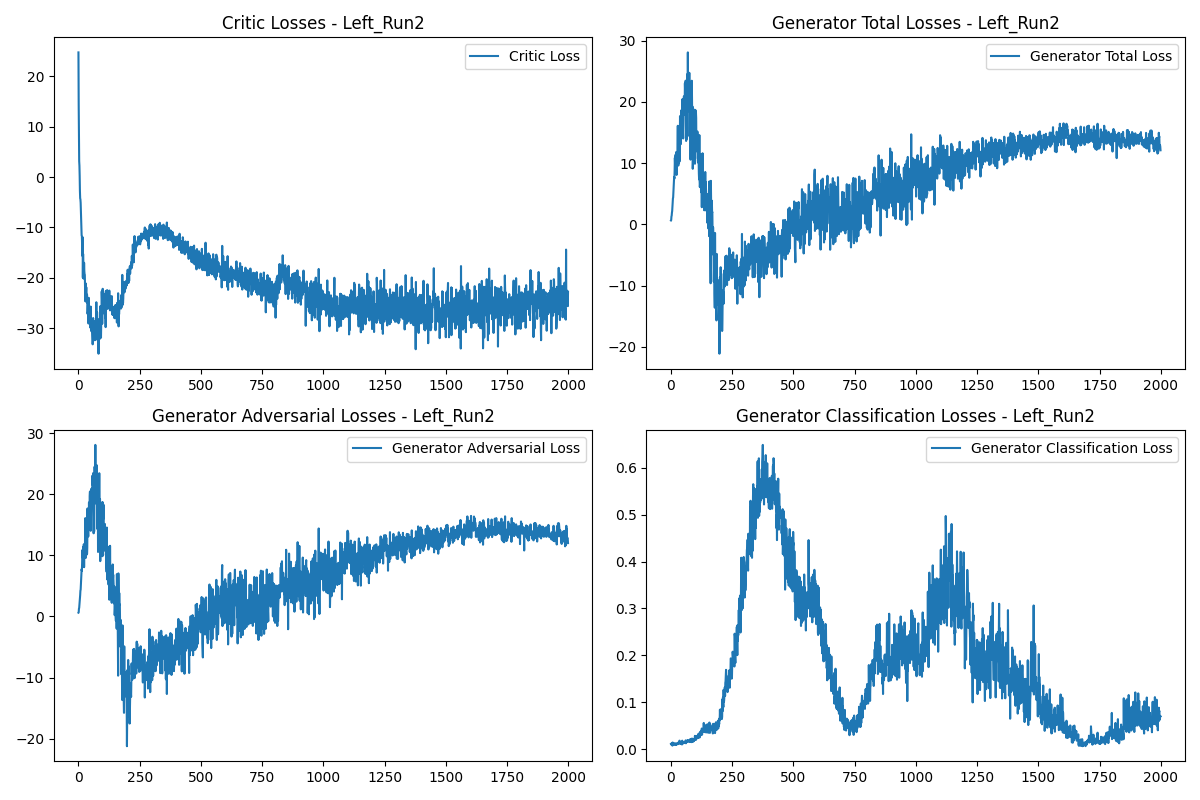 Critic Losses - Left_Run2
Critic Loss
20
10
0
−10
−20
−30
0 250 500 750 1000 1250 1500 1750 2000
Generator Total Losses - Left_Run2
Generator Total Loss
30
20
10
0
−10
−20
0 250 500 750 1000 1250 1500 1750 2000
Generator Adversarial Losses - Left_Run2
Generator Adversarial Loss
30
20
10
0
−10
−20
0 250 500 750 1000 1250 1500 1750 2000
Generator Classification Losses - Left_Run2
Generator Classification Loss
0.6
0.5
0.4
0.3
0.2
0.1
0.0
0 250 500 750 1000 1250 1500 1750 2000